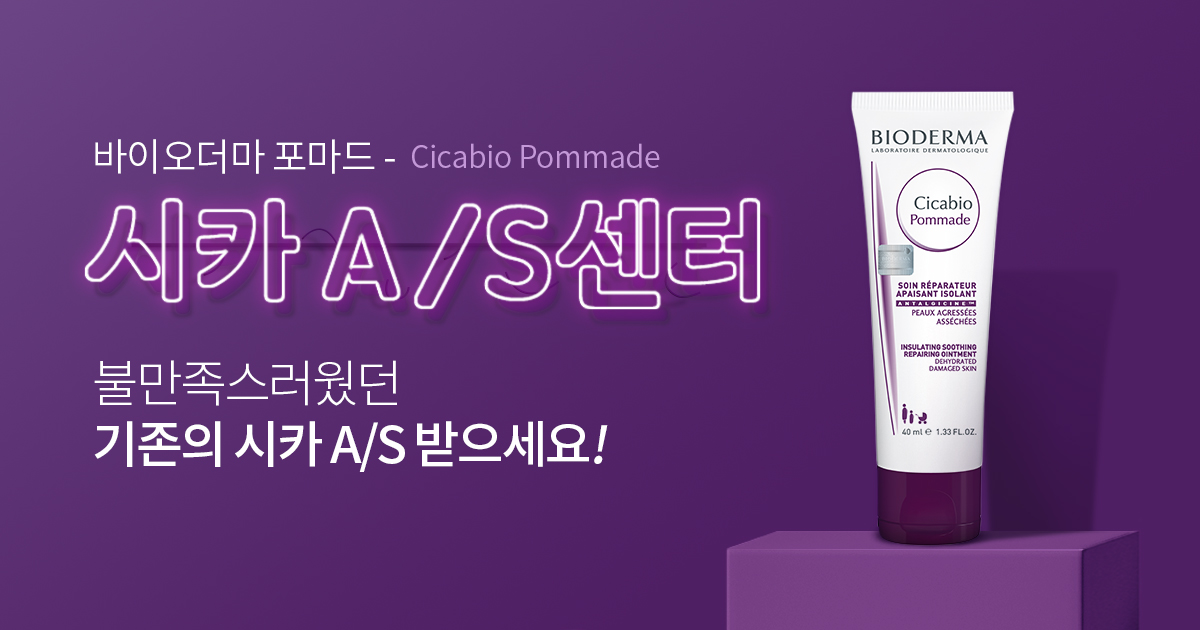 바이오더마 포마드 - Cicabio Pommade
시카 A/S센터
불만족스러웠던
기존의 시카 A/S 받으세요!
BIODERMA
LABORATOIRE DERMATOLOGIQUE
Cicabio
Pommade
SOIN RÉPARATEUR
APAISANT ISOLANT
ANTALGICINE™
PEAUX AGRESSÉES
ASSÉCHÉES
INSULATING SOOTHING
REPAIRING OINTMENT
DEHYDRATED
DAMAGED SKIN
40 ml ℮ 1.33 FL.OZ.